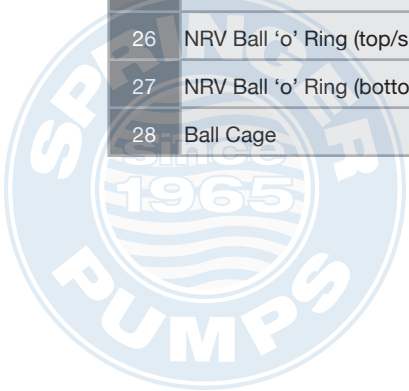 26 NRV Ball ‘o’ Ring (top/s
27 NRV Ball ‘o’ Ring (botto
28 Ball Cage
SPRINGER
Since
1965
PUMPS